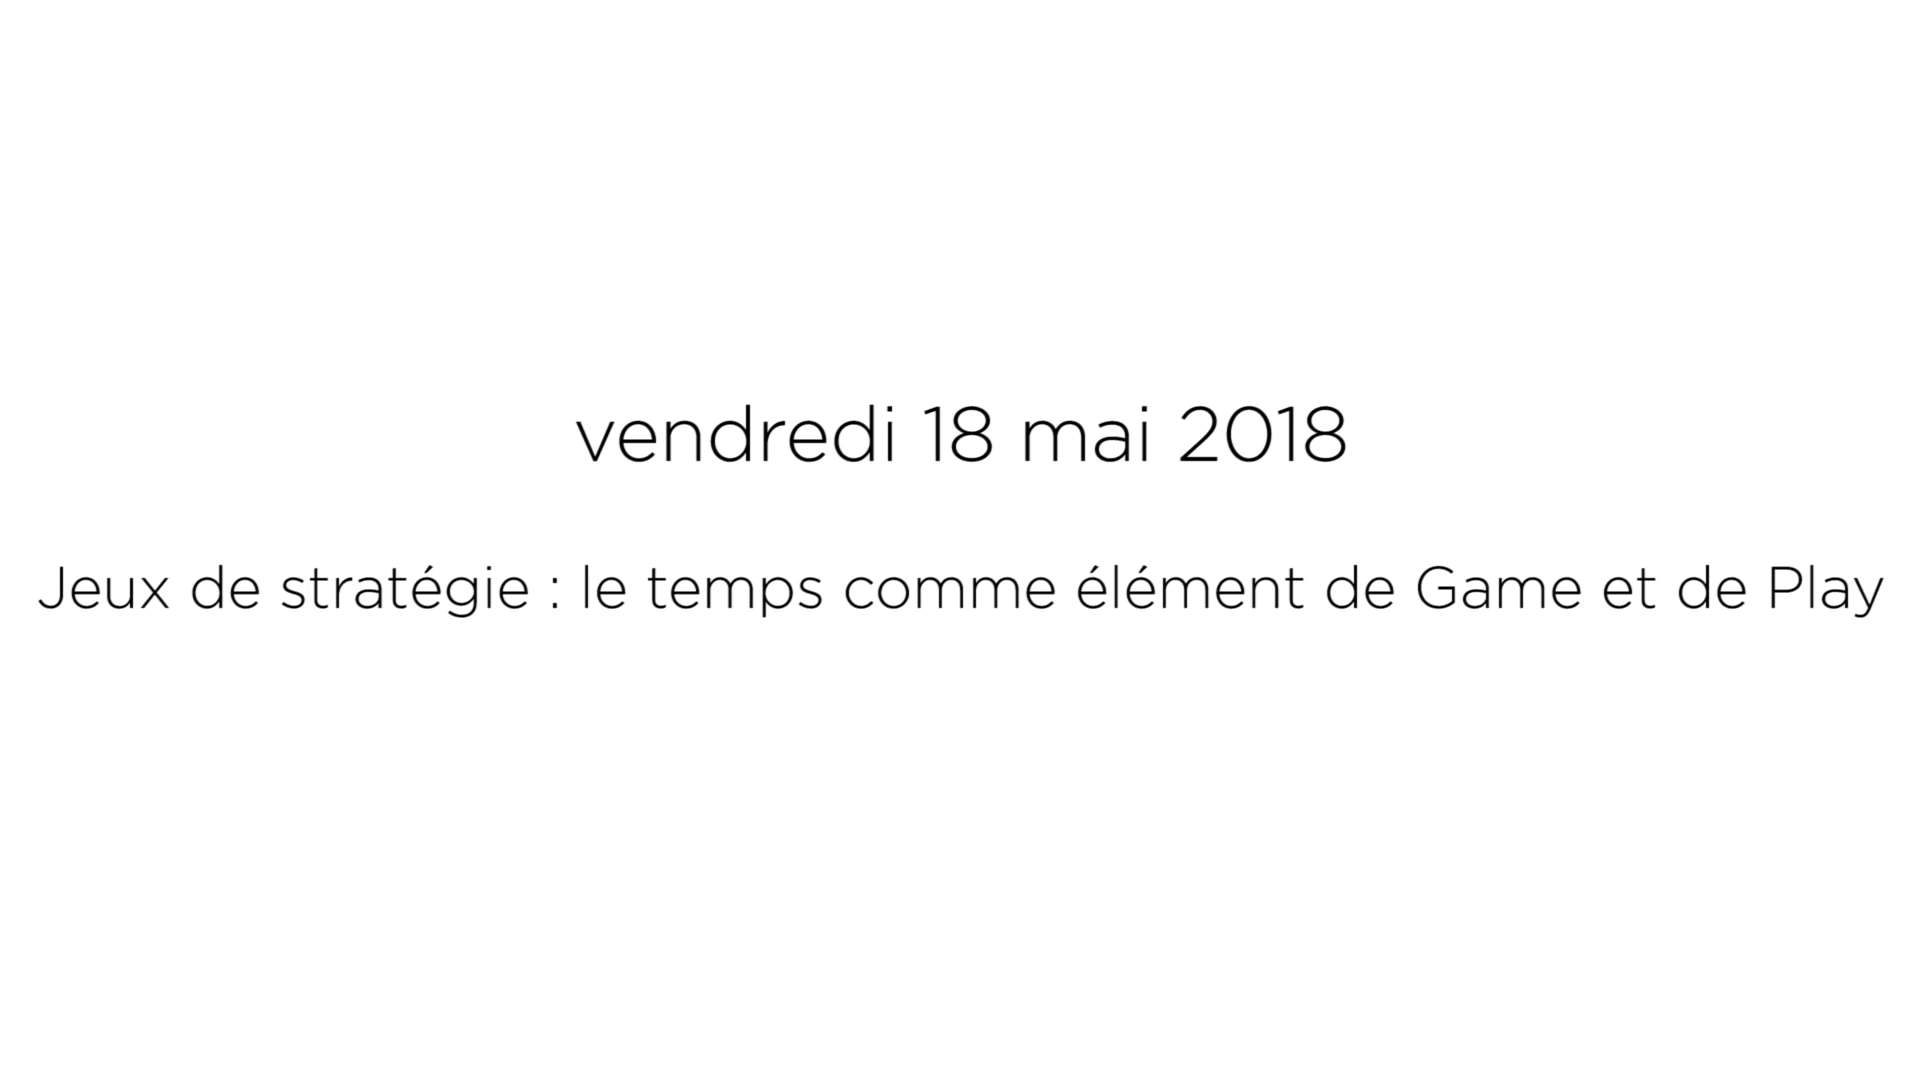 vendredi 18 mai 2018
Jeux de stratégie : le temps comme élément de Game et de Play